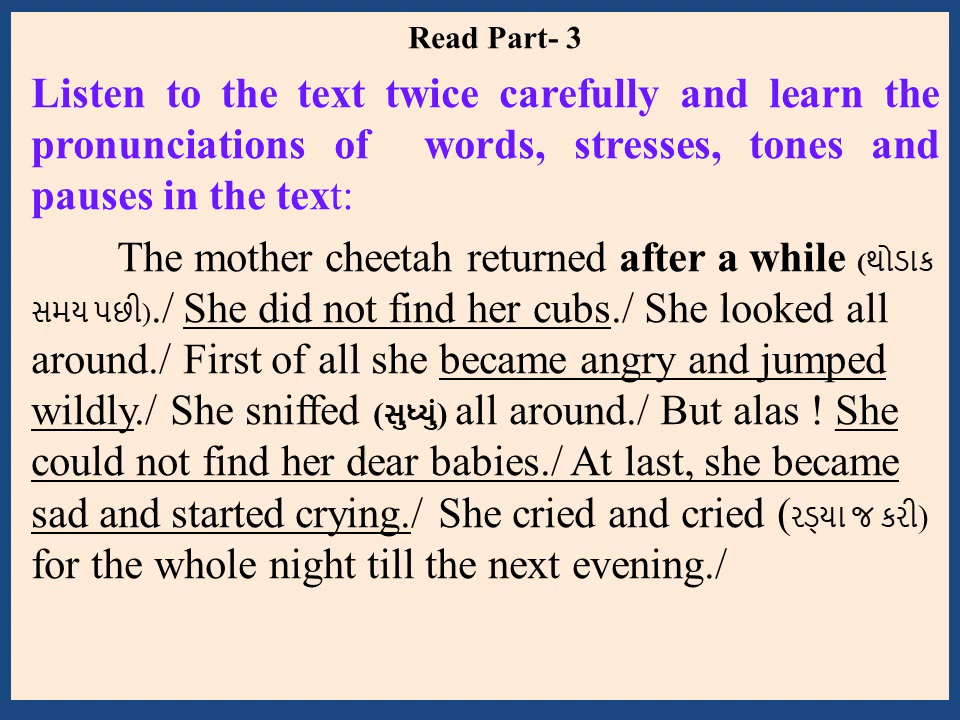 Read Part- 3
Listen to the text twice carefully and learn the
pronunciations of words, stresses, tones and
pauses in the text:
The mother cheetah returned after a while (થોડાક
સમય પછી)./ She did not find her cubs./ She looked all
around./ First of all she became angry and jumped
wildly./ She sniffed (સુધ્યું) all around./ But alas ! She
could not find her dear babies./ At last, she became
sad and started crying./ She cried and cried (રડ્યા જ કરી)
for the whole night till the next evening./